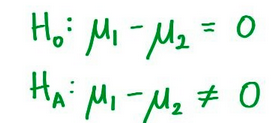 H₀: μ₁ - μ₂ = 0
Hₐ: μ₁ - μ₂ ≠ 0